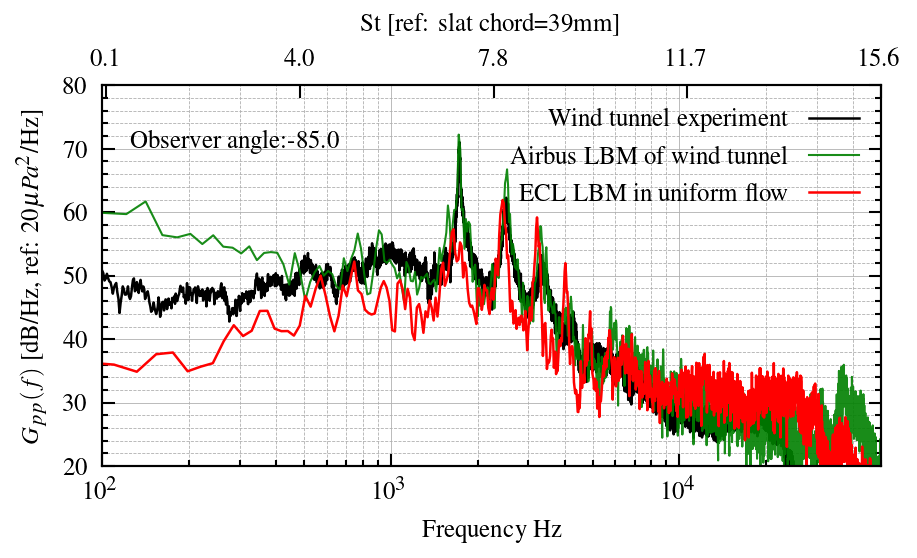 St [ref: slat chord=39mm]
0.1 4.0 7.8 11.7 15.6
80
Wind tunnel experiment
Observer angle:-85.0
70
Airbus LBM of wind tunnel
ECL LBM in uniform flow
60
50
40
30
20
G_{pp}(f) [dB/Hz, ref: 20μPa²/Hz]
10² 10³ 10⁴
Frequency Hz